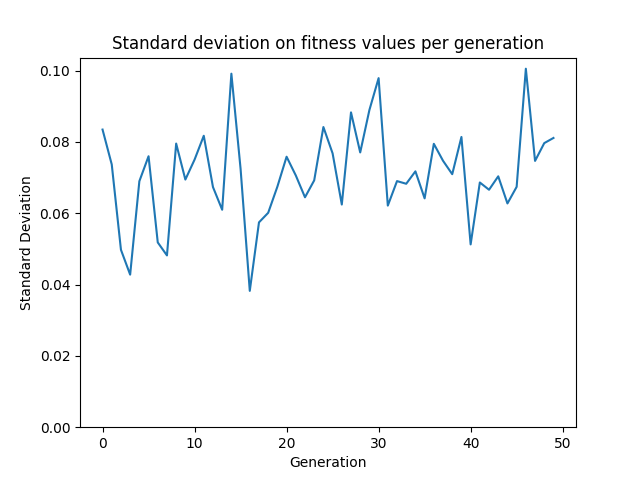 Standard deviation on fitness values per generation
0.10
0.08
0.06
0.04
0.02
0.00
Standard Deviation
0 10 20 30 40 50
Generation